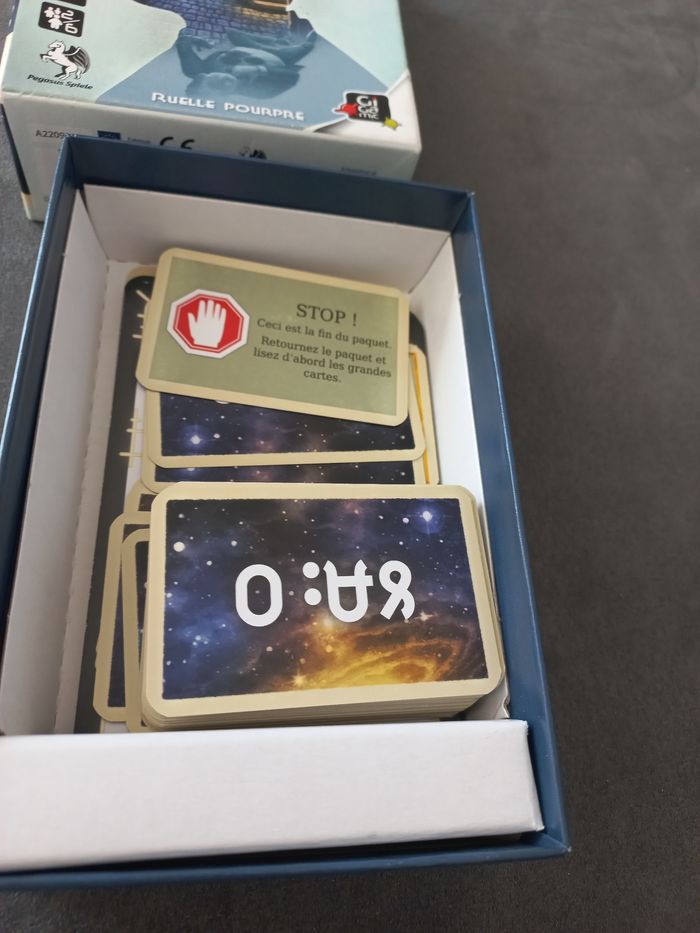 Pegasus Spiele
RUELLE POURPRE
GiGAMiC
STOP !
Ceci est la fin du paquet.
Retournez le paquet et
lisez d'abord les grandes
cartes.